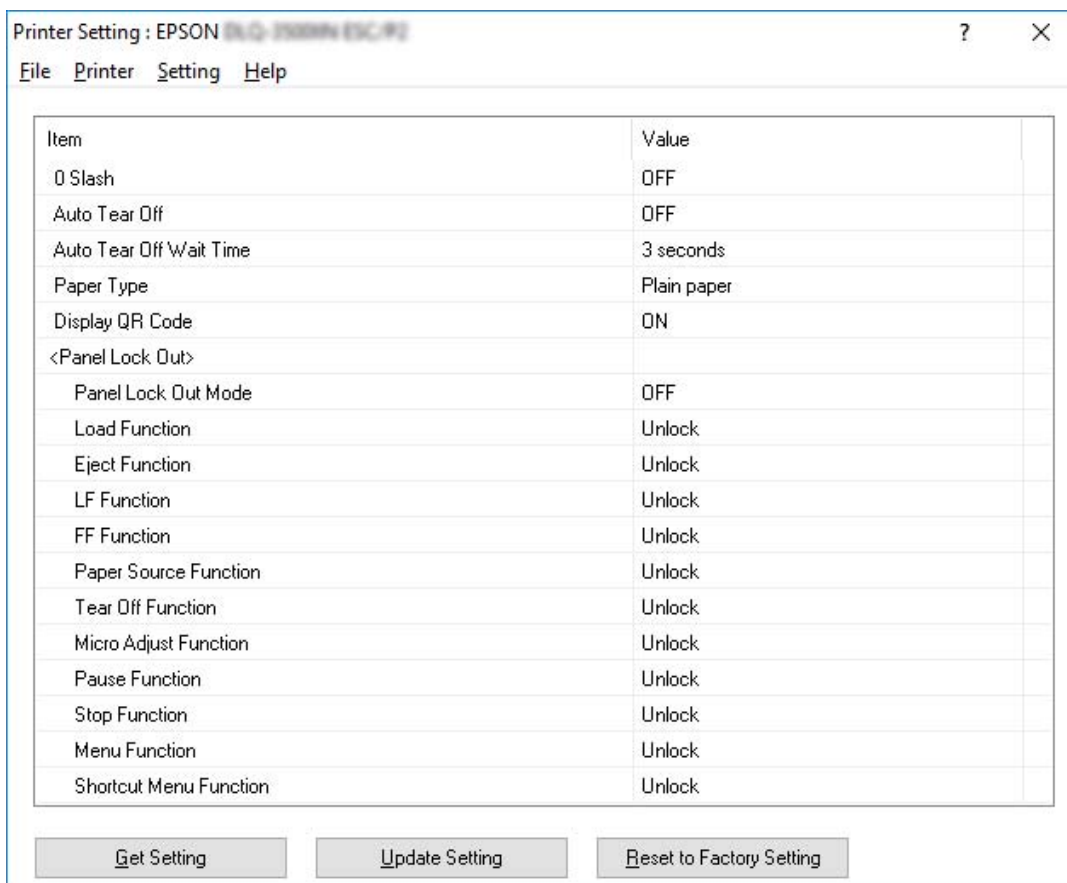 Printer Setting : EPSON
?
File Printer Setting Help
Item Value
0 Slash OFF
Auto Tear Off OFF
Auto Tear Off Wait Time 3 seconds
Paper Type Plain paper
Display QR Code ON
<Panel Lock Out>
Panel Lock Out Mode OFF
Load Function Unlock
Eject Function Unlock
LF Function Unlock
FF Function Unlock
Paper Source Function Unlock
Tear Off Function Unlock
Micro Adjust Function Unlock
Pause Function Unlock
Stop Function Unlock
Menu Function Unlock
Shortcut Menu Function Unlock
Get Setting Update Setting Reset to Factory Setting